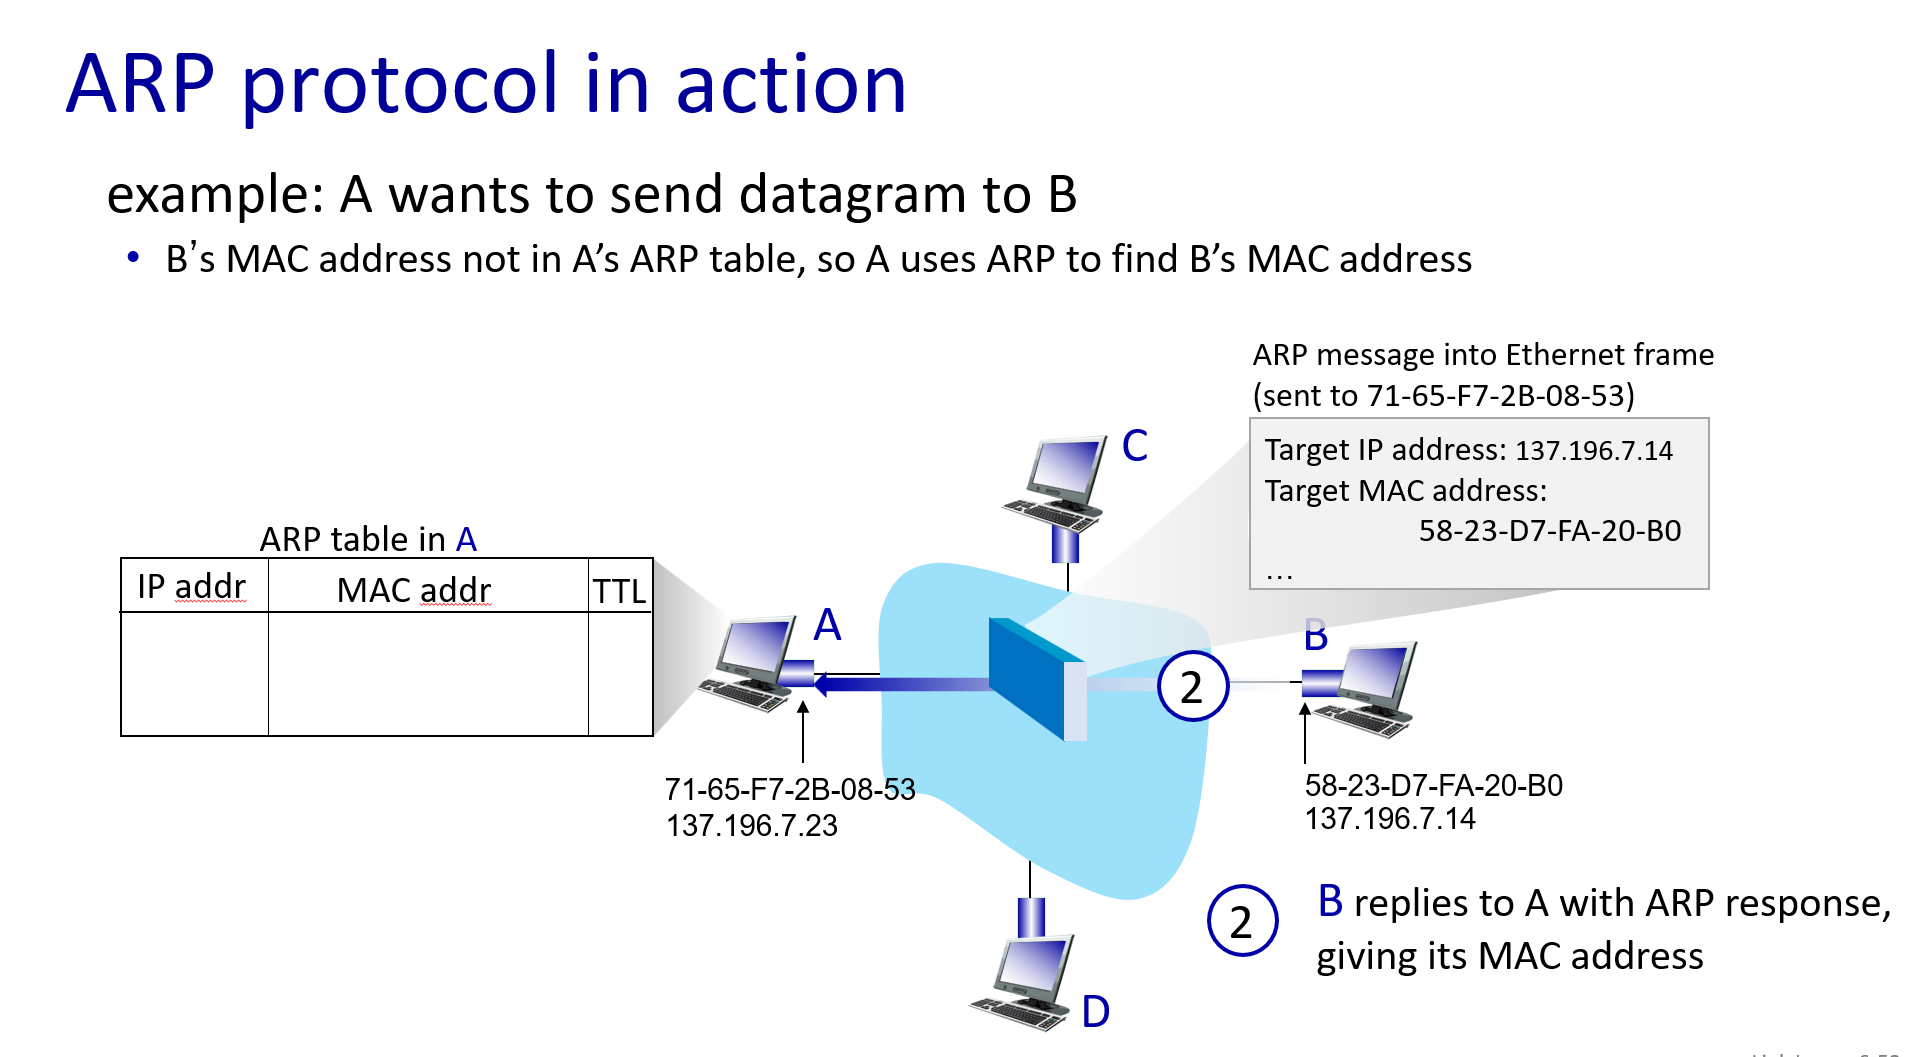 ARP protocol in action
example: A wants to send datagram to B
• B’s MAC address not in A’s ARP table, so A uses ARP to find B’s MAC address
ARP message into Ethernet frame
(sent to 71-65-F7-2B-08-53)
Target IP address: 137.196.7.14
Target MAC address:
58-23-D7-FA-20-B0
…
C
ARP table in A
IP addr MAC addr TTL
A
B
2
71-65-F7-2B-08-53
137.196.7.23
58-23-D7-FA-20-B0
137.196.7.14
2 B replies to A with ARP response,
giving its MAC address
D